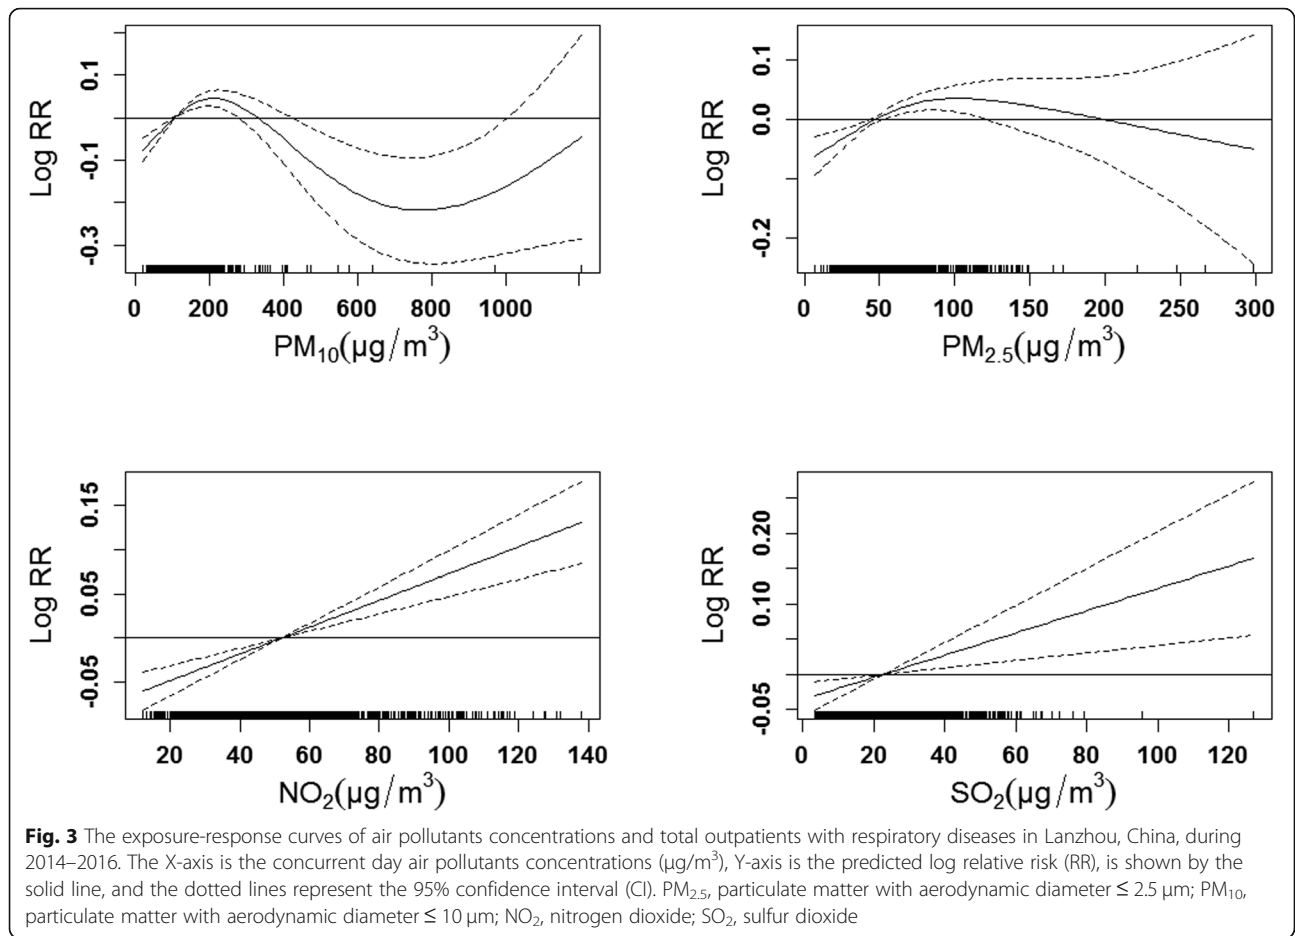 Log RR
0.1
-0.1
-0.3
0 200 400 600 800 1000
PM10(µg/m³)
Log RR
0.1
0.0
-0.2
0 50 100 150 200 250 300
PM2.5(µg/m³)
Log RR
0.15
0.05
-0.05
20 40 60 80 100 120 140
NO2(µg/m³)
Log RR
0.20
0.10
-0.05
0 20 40 60 80 100 120
SO2(µg/m³)
Fig. 3 The exposure-response curves of air pollutants concentrations and total outpatients with respiratory diseases in Lanzhou, China, during
2014–2016. The X-axis is the concurrent day air pollutants concentrations (µg/m³), Y-axis is the predicted log relative risk (RR), is shown by the
solid line, and the dotted lines represent the 95% confidence interval (CI). PM2.5, particulate matter with aerodynamic diameter ≤ 2.5 µm; PM10,
particulate matter with aerodynamic diameter ≤ 10 µm; NO2, nitrogen dioxide; SO2, sulfur dioxide